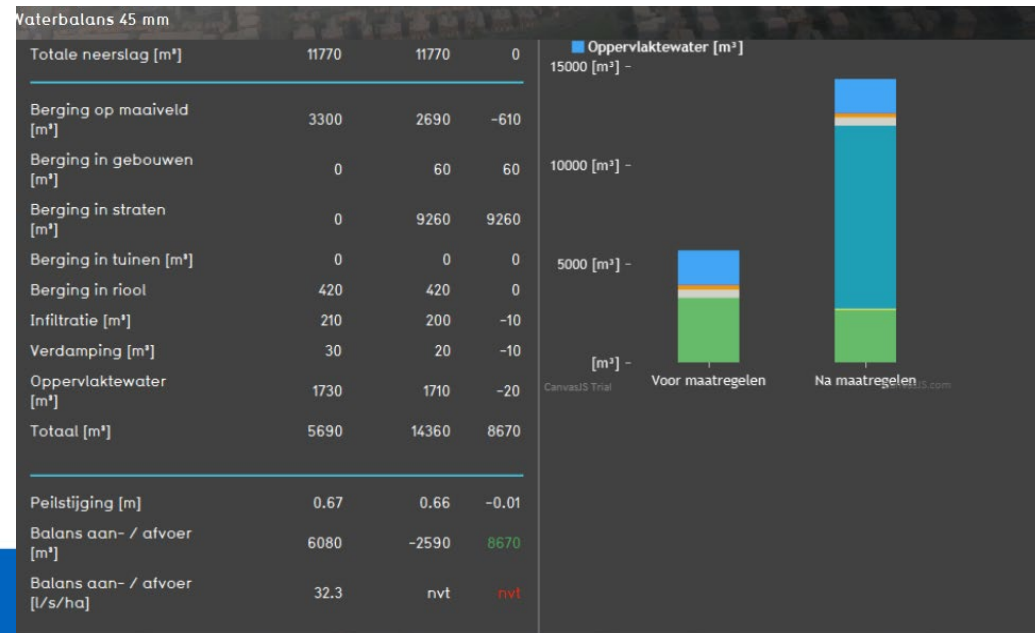 Waterbalans 45 mm
Totale neerslag [m³] 11770 11770 0
Berging op maaiveld
[m³] 3300 2690 -610
Berging in gebouwen
[m³] 0 60 60
Berging in straten
[m³] 0 9260 9260
Berging in tuinen [m³] 0 0 0
Berging in riool 420 420 0
Infiltratie [m³] 210 200 -10
Verdamping [m³] 30 20 -10
Oppervlaktewater
[m³] 1730 1710 -20
Totaal [m³] 5690 14360 8670
Peilstijging [m] 0.67 0.66 -0.01
Balans aan- / afvoer
[m³] 6080 -2590 8670
Balans aan- / afvoer
[l/s/ha] 32.3 nvt nvt
Oppervlaktewater [m³]
15000 [m³]
10000 [m³]
5000 [m³]
[m³]
Voor maatregelen Na maatregelen
CanvasJS Trial